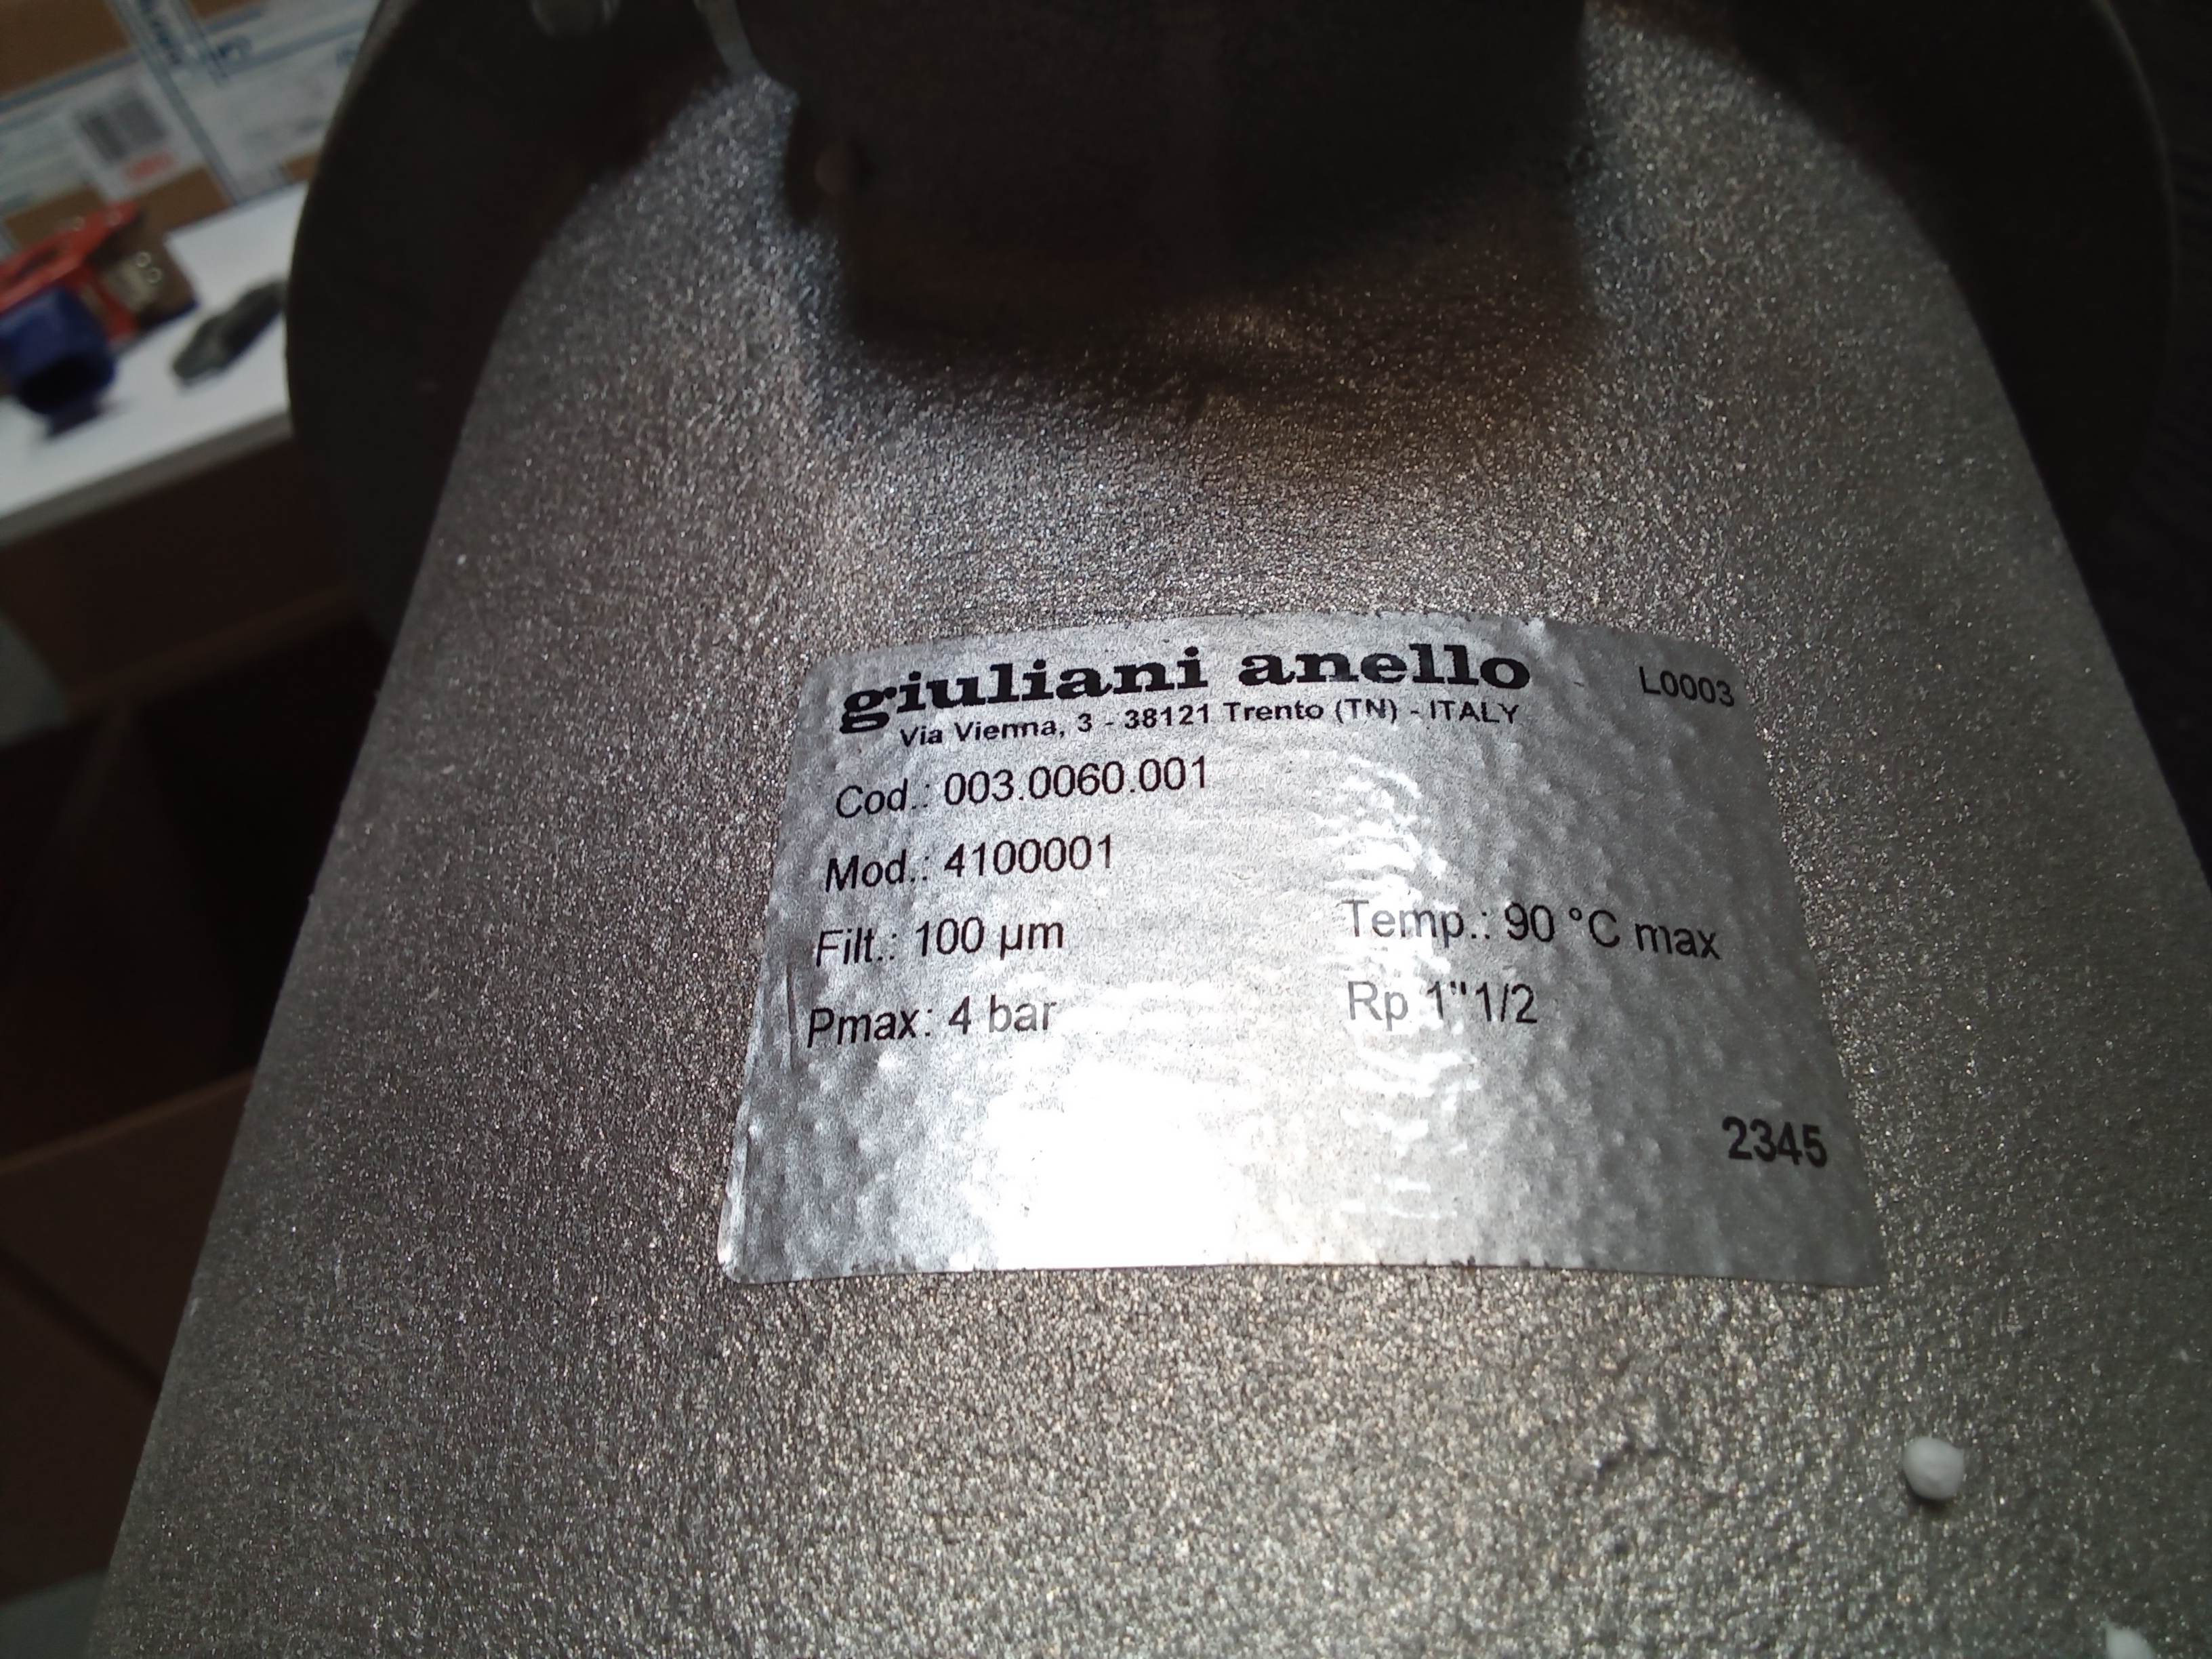 giuliani anello
L0003
Via Vienna, 3 - 38121 Trento (TN) - ITALY
Cod.: 003.0060.001
Mod.: 4100001
Filt.: 100 µm
Temp.: 90 °C max
Pmax: 4 bar
Rp 1"1/2
2345